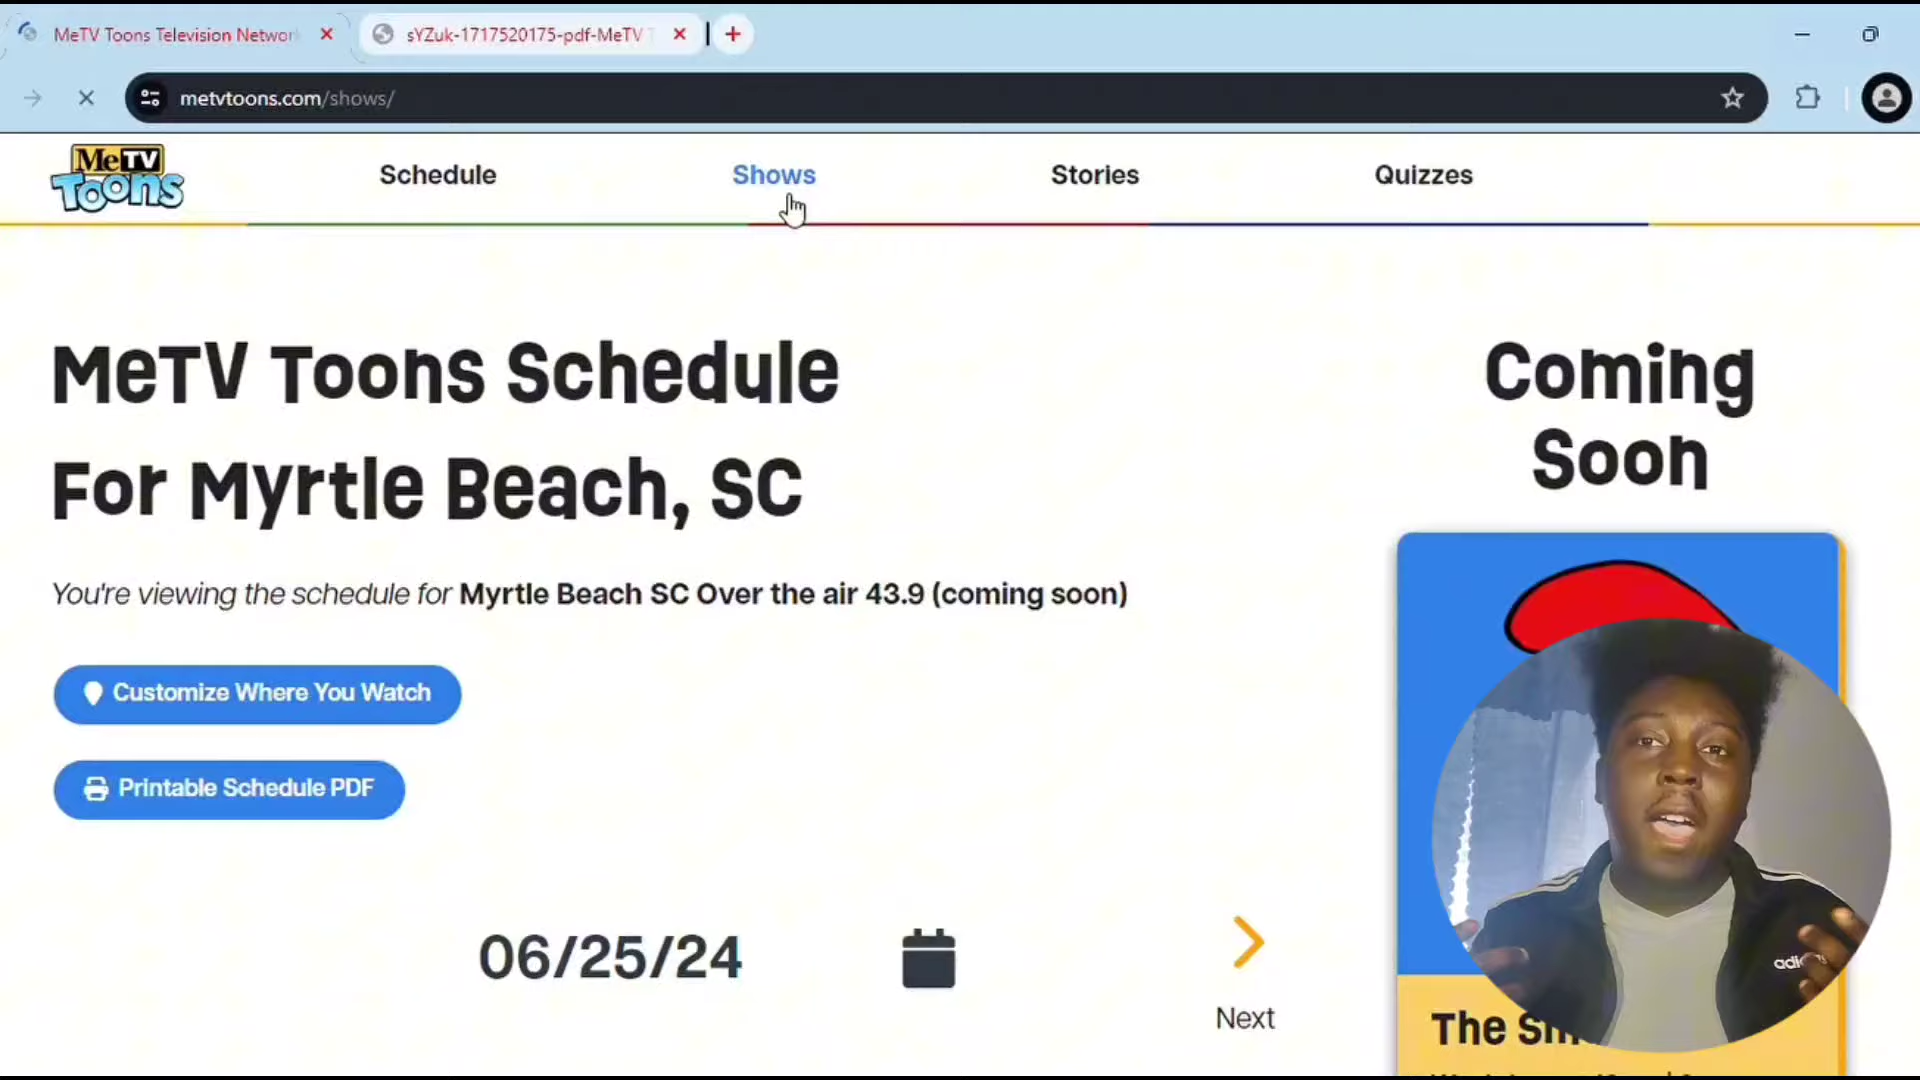 MeTV Toons Television Networ
sYZuk-1717520175-pdf-MeTV
metvtoons.com/shows/
MeTV
Toons
Schedule
Shows
Stories
Quizzes
MeTV Toons Schedule
For Myrtle Beach, SC
You're viewing the schedule for Myrtle Beach SC Over the air 43.9 (coming soon)
Customize Where You Watch
Printable Schedule PDF
06/25/24
Next
Coming
Soon
The